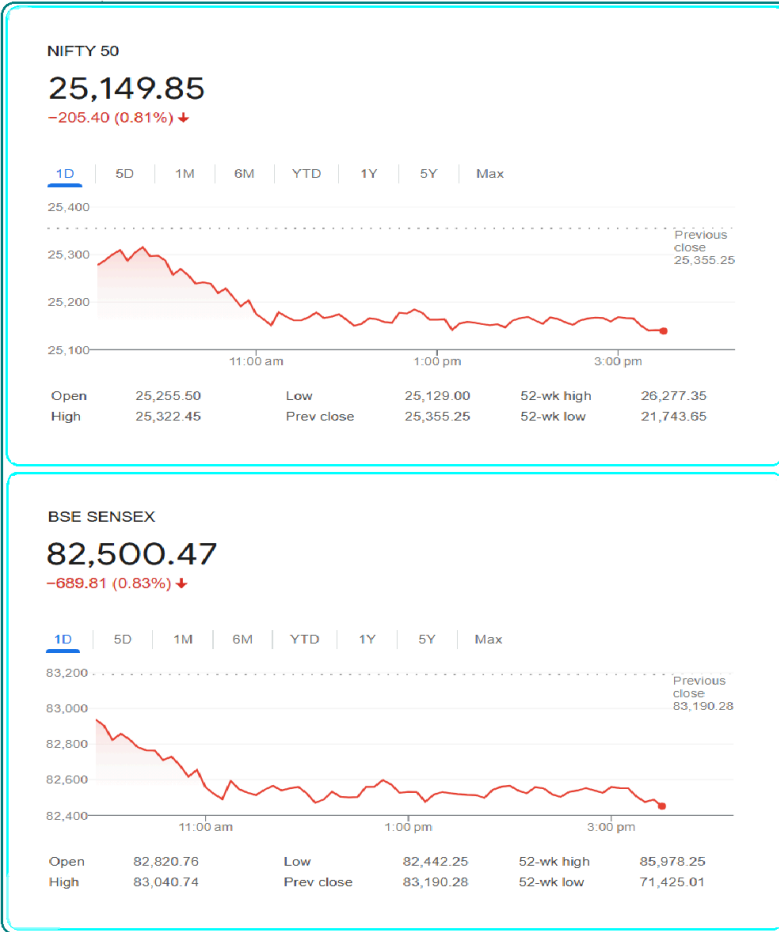 NIFTY 50
25,149.85
−205.40 (0.81%) ↓
1D 5D 1M 6M YTD 1Y 5Y Max
25,400
Previous
close
25,355.25
25,300
25,200
25,100
11:00 am 1:00 pm 3:00 pm
Open 25,255.50 Low 25,129.00 52-wk high 26,277.35
High 25,322.45 Prev close 25,355.25 52-wk low 21,743.65
BSE SENSEX
82,500.47
−689.81 (0.83%) ↓
1D 5D 1M 6M YTD 1Y 5Y Max
83,200
Previous
close
83,190.28
83,000
82,800
82,600
82,400
11:00 am 1:00 pm 3:00 pm
Open 82,820.76 Low 82,442.25 52-wk high 85,978.25
High 83,040.74 Prev close 83,190.28 52-wk low 71,425.01